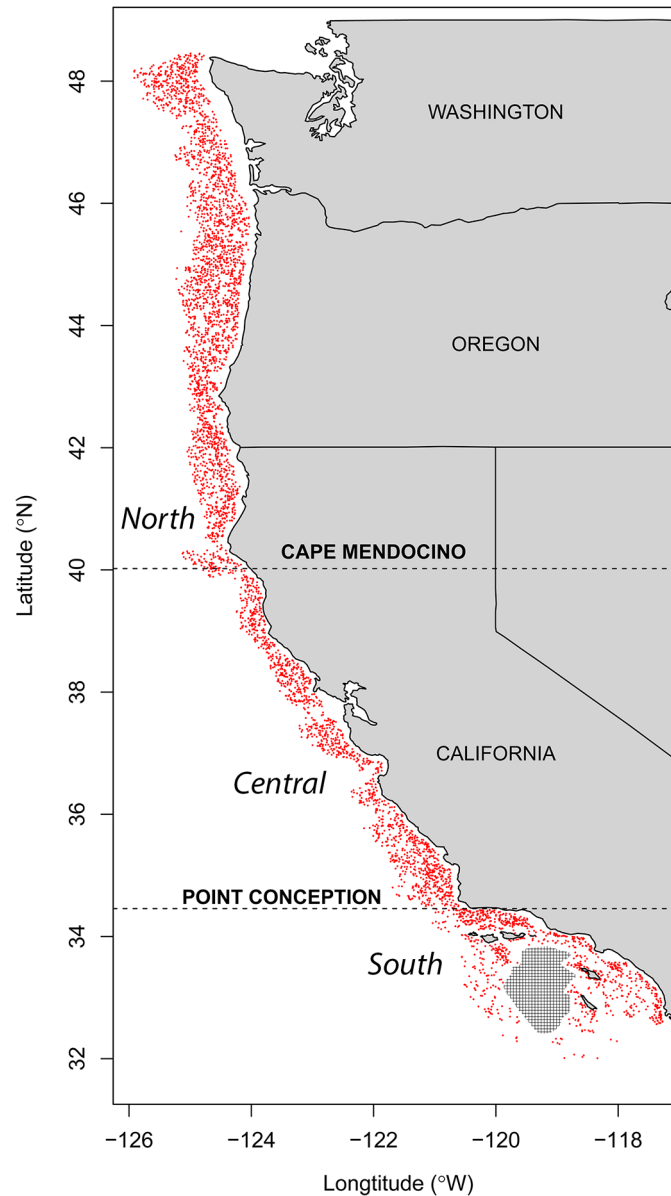 48
WASHINGTON
46
OREGON
44
42
North
CAPE MENDOCINO
40
Latitude (°N)
38
CALIFORNIA
Central
36
POINT CONCEPTION
34
South
32
−126 −124 −122 −120 −118
Longtitude (°W)